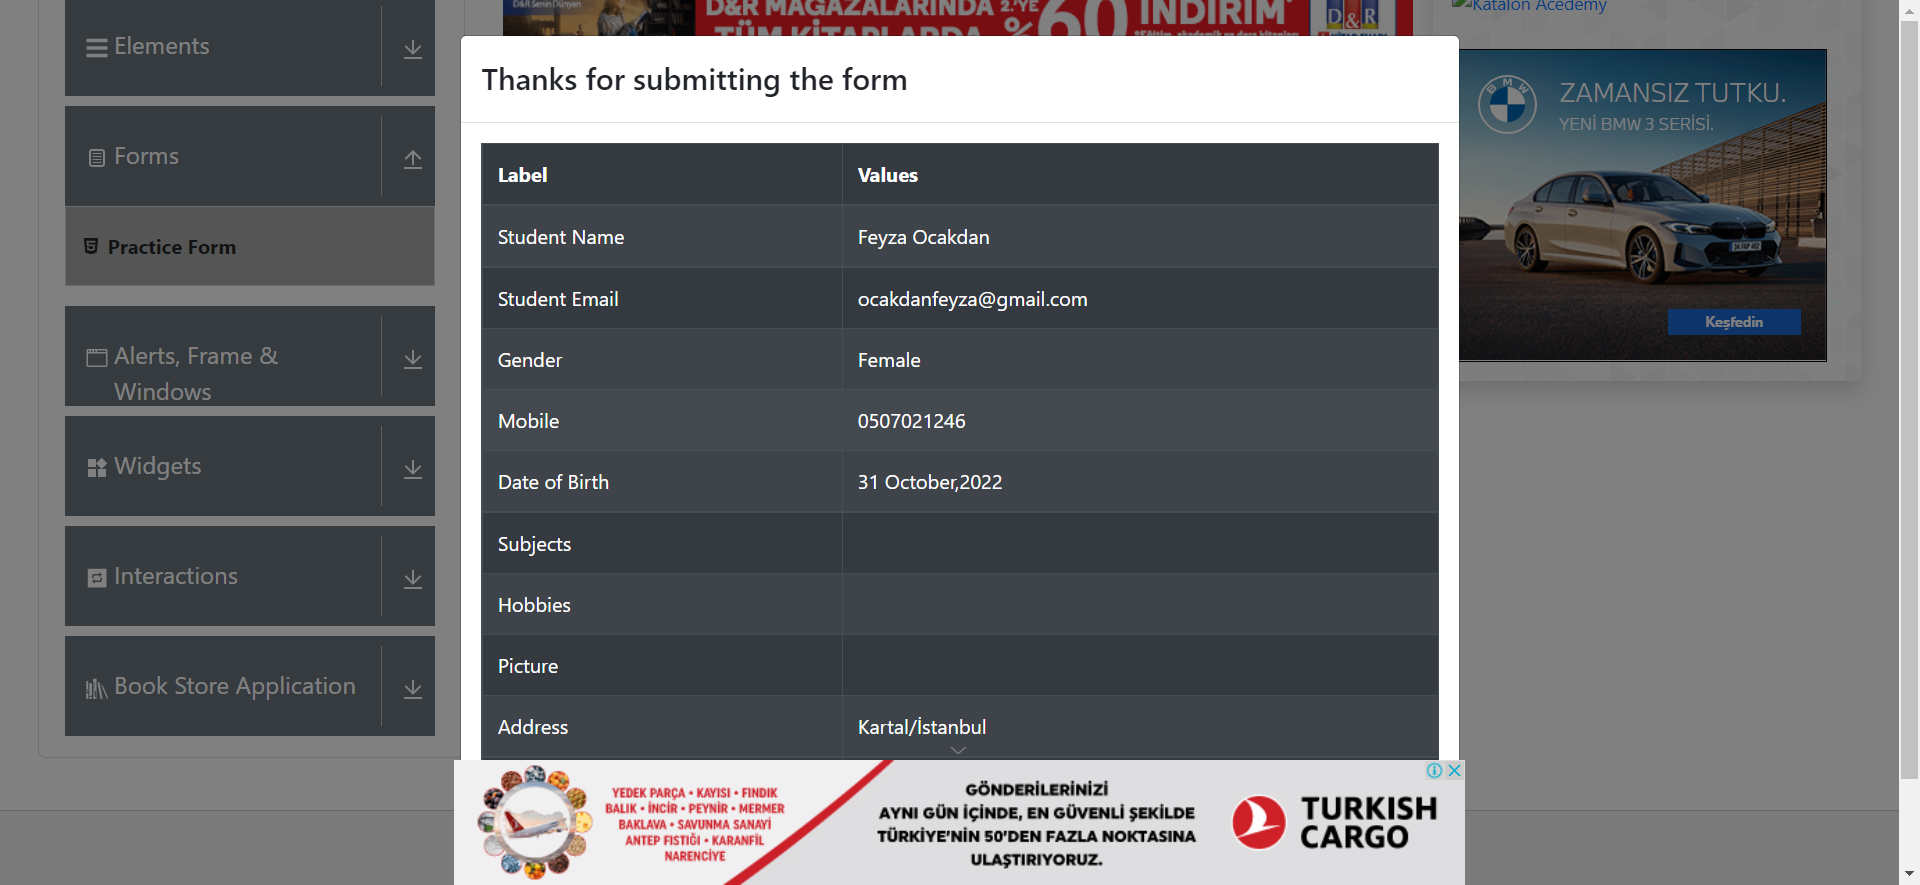 Elements
Forms
Practice Form
Alerts, Frame &
Windows
Widgets
Interactions
Book Store Application
D&R Senin Dünyan
D&R MAĞAZALARINDA 2.'YE
TÜM KİTAPLARDA %60 İNDİRİM*
D&R
Katalon Acedemy
Thanks for submitting the form
Label Values
Student Name Feyza Ocakdan
Student Email ocakdanfeyza@gmail.com
Gender Female
Mobile 0507021246
Date of Birth 31 October,2022
Subjects
Hobbies
Picture
Address Kartal/İstanbul
BMW
ZAMANSIZ TUTKU.
YENİ BMW 3 SERİSİ.
Keşfedin
YEDEK PARÇA • KAYISI • FINDIK
BALIK • İNCİR • PEYNİR • MERMER
BAKLAVA • SAVUNMA SANAYİ
ANTEP FISTIĞI • KARANFİL
NARENCİYE
GÖNDERİLERİNİZİ
AYNI GÜN İÇİNDE, EN GÜVENLİ ŞEKİLDE
TÜRKİYE'NİN 50'DEN FAZLA NOKTASINA
ULAŞTIRIYORUZ.
TURKISH
CARGO